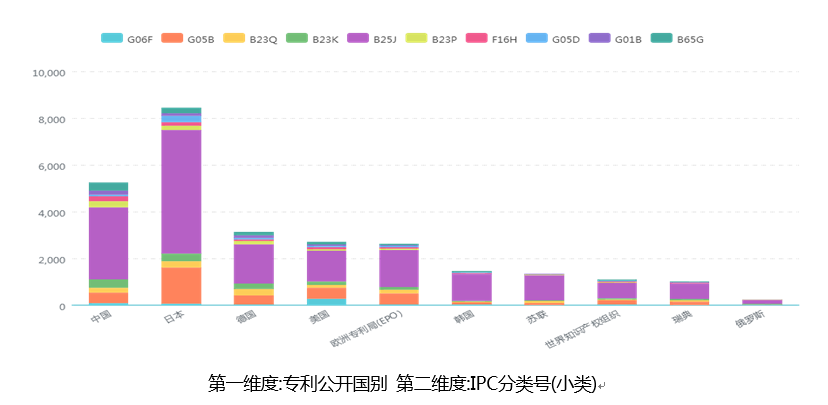 G06F G05B B23Q B23K B25J B23P F16H G05D G01B B65G
10,000
8,000
6,000
4,000
2,000
0
中国 日本 德国 美国 欧洲专利局(EPO) 韩国 苏联 世界知识产权组织 瑞典 俄罗斯
第一维度:专利公开国别 第二维度:IPC分类号(小类)